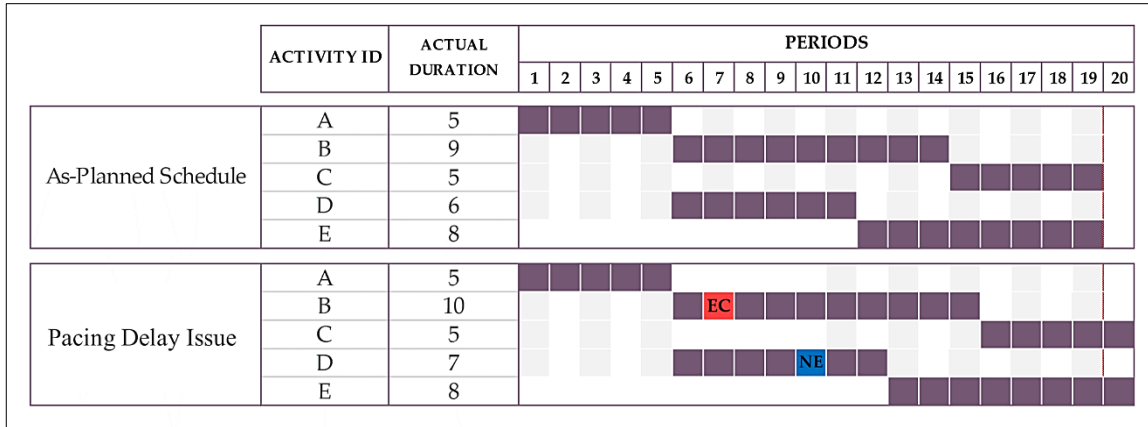 ACTIVITY ID ACTUAL DURATION PERIODS
1 2 3 4 5 6 7 8 9 10 11 12 13 14 15 16 17 18 19 20
As-Planned Schedule
A 5
B 9
C 5
D 6
E 8
Pacing Delay Issue
A 5
B 10 EC
C 5
D 7 NE
E 8